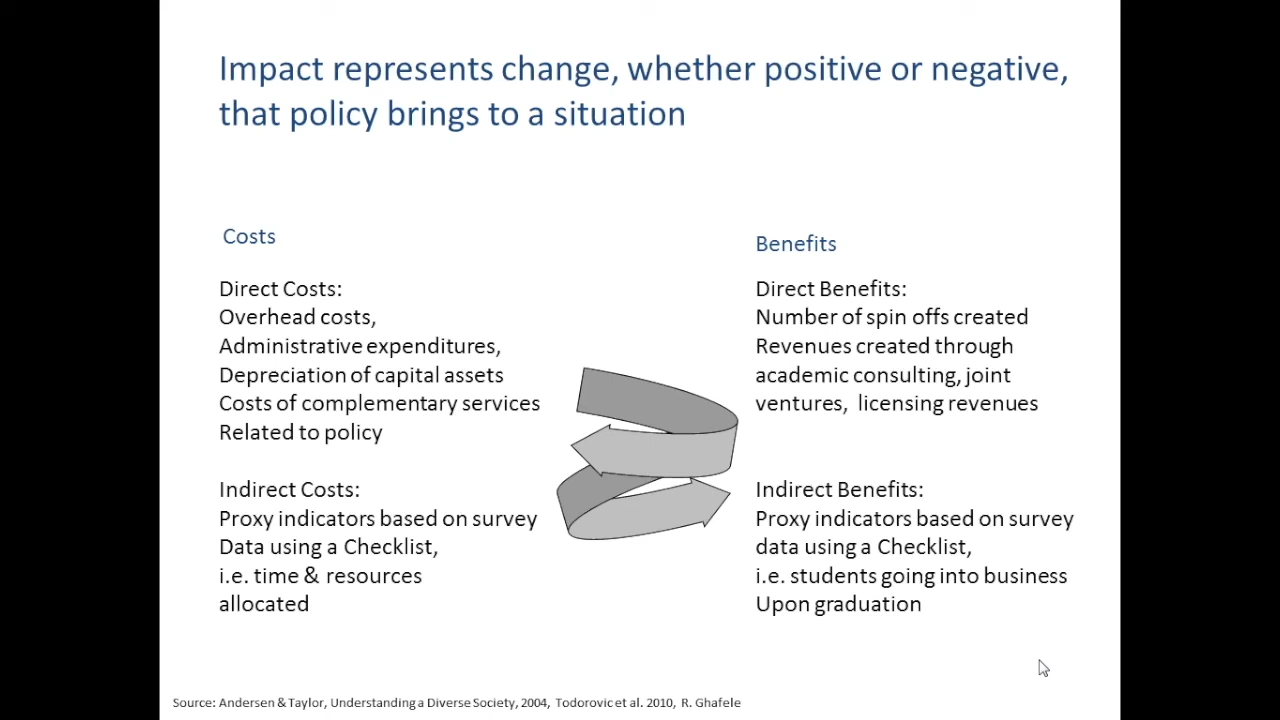 Impact represents change, whether positive or negative,
that policy brings to a situation
Costs
Direct Costs:
Overhead costs,
Administrative expenditures,
Depreciation of capital assets
Costs of complementary services
Related to policy
Indirect Costs:
Proxy indicators based on survey
Data using a Checklist,
i.e. time & resources
allocated
Benefits
Direct Benefits:
Number of spin offs created
Revenues created through
academic consulting, joint
ventures, licensing revenues
Indirect Benefits:
Proxy indicators based on survey
data using a Checklist,
i.e. students going into business
Upon graduation
Source: Andersen & Taylor, Understanding a Diverse Society, 2004, Todorovic et al. 2010, R. Ghafele